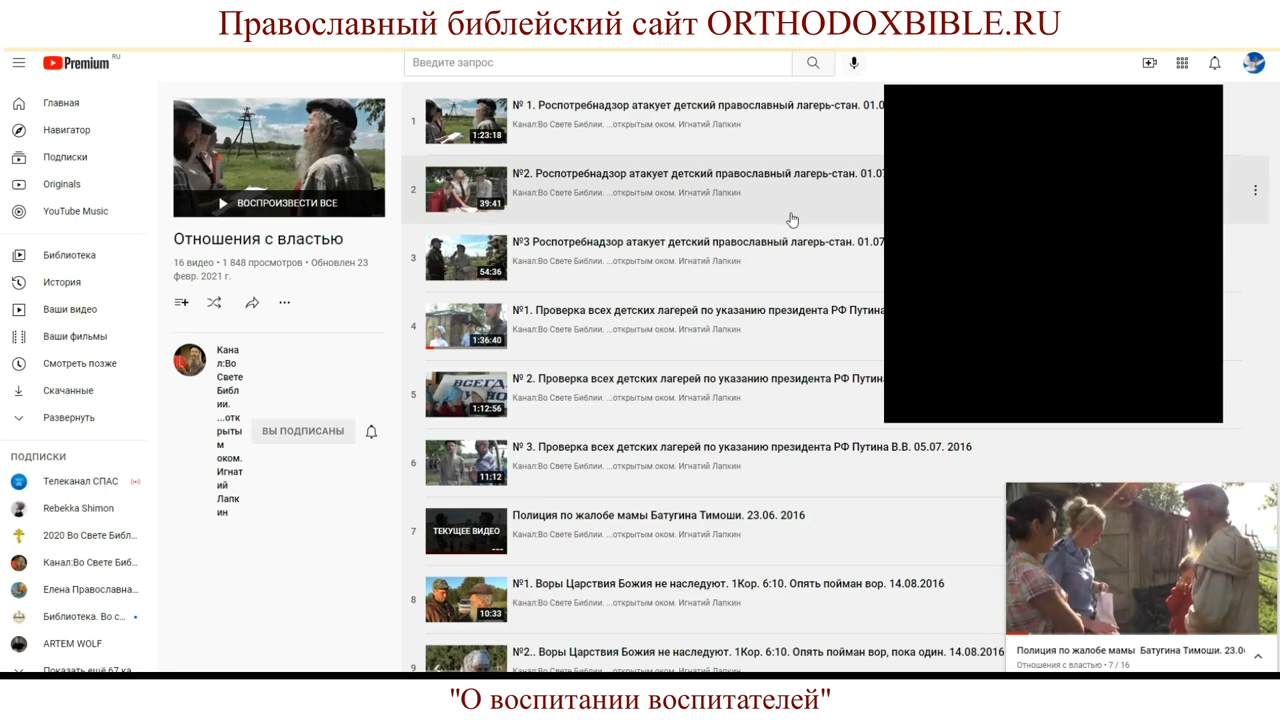 Православный библейский сайт ORTHODOXBIBLE.RU
Premium RU
Введите запрос
Главная
Навигатор
Подписки
Originals
YouTube Music
Библиотека
История
Ваши видео
Ваши фильмы
Смотреть позже
Скачанные
Развернуть
ПОДПИСКИ
Телеканал СПАС
Rebekka Shimon
2020 Во Свете Библ...
Канал:Во Свете Биб...
Елена Православна...
Библиотека. Во с...
ARTEM WOLF
Показать ещё 67 ка
ВОСПРОИЗВЕСТИ ВСЕ
Отношения с властью
16 видео • 1 848 просмотров • Обновлен 23
февр. 2021 г.
Кана
л:Во
Свете
Библ
ии.
...отк
рыты
м
оком.
Игнат
ий
Лапк
ин
ВЫ ПОДПИСАНЫ
1
1:23:18
№ 1. Роспотребнадзор атакует детский православный лагерь-стан. 01.0
Канал:Во Свете Библии. ...открытым оком. Игнатий Лапкин
2
39:41
№2. Роспотребнадзор атакует детский православный лагерь-стан. 01.07
Канал:Во Свете Библии. ...открытым оком. Игнатий Лапкин
3
54:36
№3 Роспотребнадзор атакует детский православный лагерь-стан. 01.07
Канал:Во Свете Библии. ...открытым оком. Игнатий Лапкин
4
1:36:40
№1. Проверка всех детских лагерей по указанию президента РФ Путина
Канал:Во Свете Библии. ...открытым оком. Игнатий Лапкин
5
ВСЕГД
1:12:56
№ 2. Проверка всех детских лагерей по указанию президента РФ Путина
Канал:Во Свете Библии. ...открытым оком. Игнатий Лапкин
6
11:12
№ 3. Проверка всех детских лагерей по указанию президента РФ Путина В.В. 05.07. 2016
Канал:Во Свете Библии. ...открытым оком. Игнатий Лапкин
7
ТЕКУЩЕЕ ВИДЕО
Полиция по жалобе мамы Батугина Тимоши. 23.06. 2016
Канал:Во Свете Библии. ...открытым оком. Игнатий Лапкин
8
10:33
№1. Воры Царствия Божия не наследуют. 1Кор. 6:10. Опять пойман вор. 14.08.2016
Канал:Во Свете Библии. ...открытым оком. Игнатий Лапкин
9
№2.. Воры Царствия Божия не наследуют. 1Кор. 6:10. Опять пойман вор, пока один. 14.08.2016
Полиция по жалобе мамы Батугина Тимоши. 23.0
Отношения с властью • 7 / 16
"О воспитании воспитателей"